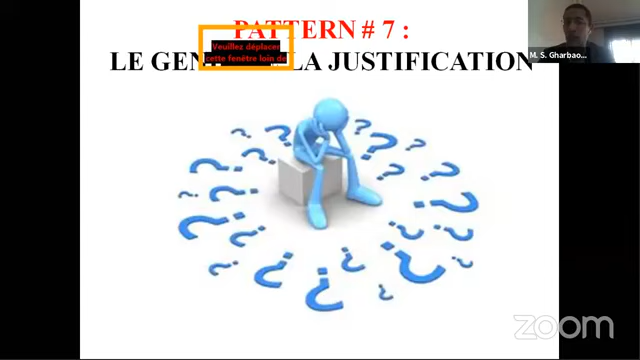 PATTERN # 7 :
Veuillez déplacer
cette fenêtre loin de
LE GEN LA JUSTIFICATION
M. S. Gharbao...
zoom